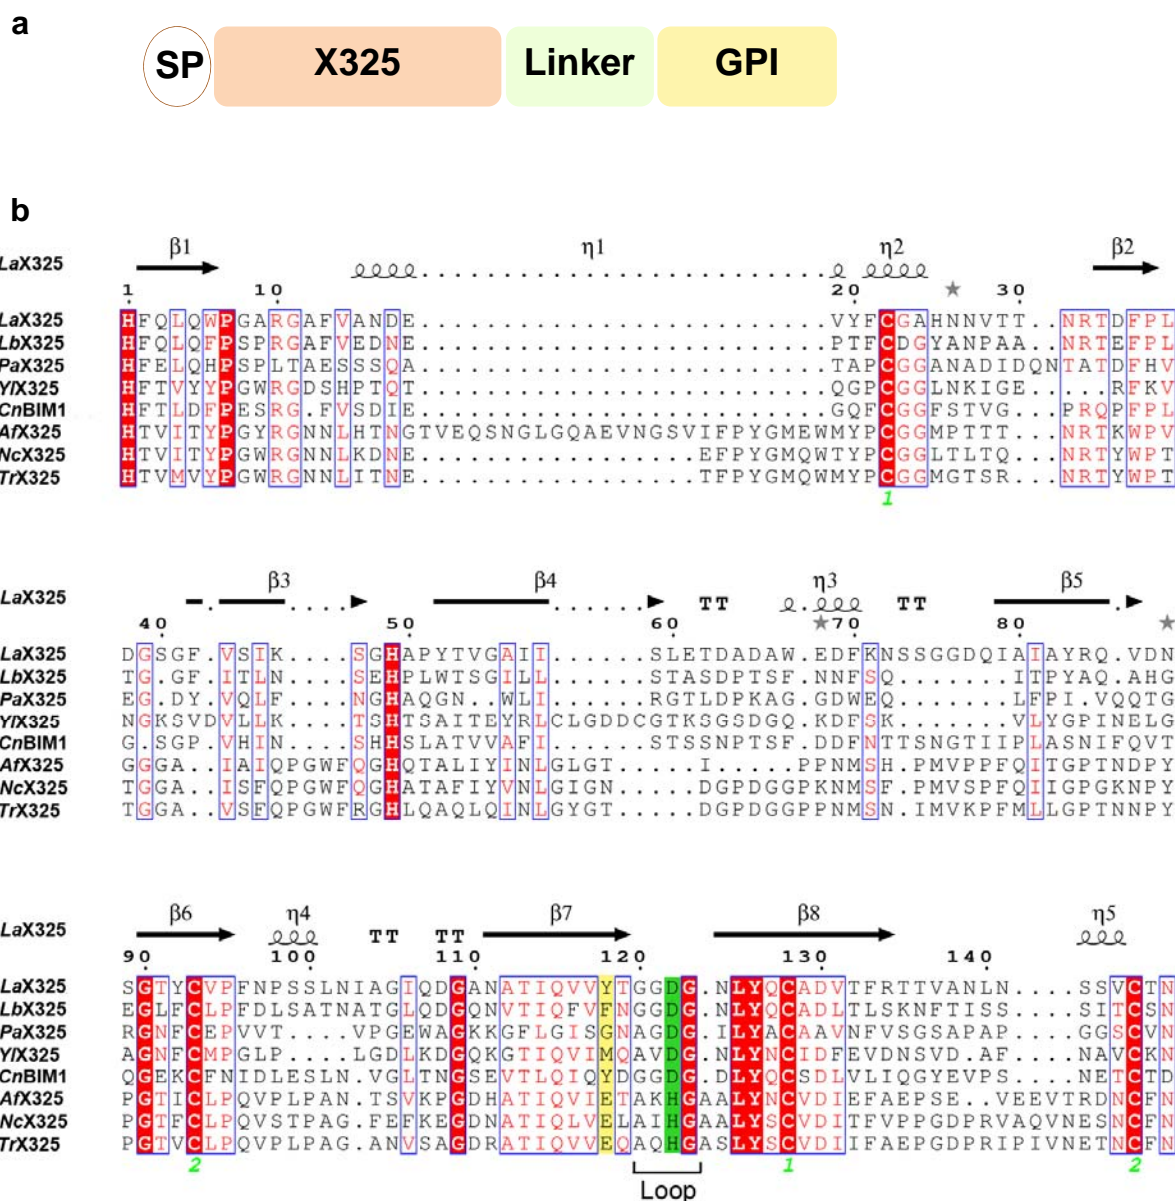 a
SP X325 Linker GPI
b
β1 η1 η2 β2
LaX325
1 10 20 30
LaX325 HFQLQWPGARGAFVANDE..........................VYFCGAHNNVTT..NRTDFPL
LbX325 HFQLQFPSPRGAFVEDNE..........................PTFCDGYANPAA..NRTEFPL
PaX325 HFELQHPSPLTAESSSQA..........................TAPCGGANADIDQNTATDFHV
YlX325 HFTVYYPGWRGDSHPTQT..........................QGPCGGLNKIGE.....RFKV
CnBIM1 HFTLDFPESRG.FVSDIE..........................GQFCGGFSTVG...PRQPFPL
AfX325 HTVITYPGYRGNNLHTNGTVEQSNGLGQAEVNGSVIFPYGMEWMYPCGGMPTTT...NRTKWPV
NcX325 HTVITYPGWRGNNLKDNE.................EFPYGMQWTYPCGGLTLTQ...NRTYWPT
TrX325 HTVMVYPGWRGNNLITNE.................TFPYGMQWMYPCGGMGTSR...NRTYWPT
1
β3 β4 η3 β5
LaX325 TT TT
40 50 60 70 80
LaX325 DGSGF.VSIK....SGHAPYTVGAII......SLETDADAW.EDFKNSSGGDQIAIAYRQ.VDN
LbX325 TG.GF.ITLN....SEHPLWTSGILL......STASDPTSF.NNFSQ.......ITPYAQ.AHG
PaX325 EG.DY.VQLF....NGHAQGN.WLI.......RGTLDPKAG.GDWEQ.......LFPI.VQQTG
YlX325 NGKSVDVLLK....TSHTSAITEYRLCLGDDCGTKSGSDGQ.KDFSK.......VLYGPINELG
CnBIM1 G.SGP.VHIN....SHHSLATVVAFI......STSSNPTSF.DDFNTTSNGTIIPLASNIFQVT
AfX325 GGGA..IAIQPGWFQGHQTALIYINLGLGT.....I.....PPNMSH.PMVPPFQITGPTNDPY
NcX325 TGGA..ISFQPGWFQGHATAFIYVNLGIGN.....DGPDGGPKNMSF.PMVSPFQIIGPGKNPY
TrX325 TGGA..VSFQPGWFRGHLQAQLQINLGYGT.....DGPDGGPPNMSN.IMVKPFMLLGPTNNPY
β6 η4 β7 β8 η5
LaX325 TT TT
90 100 110 120 130 140
LaX325 SGTYCVPFNPSSLNIAGIQDGANATIQVVYTGGDG.NLYQCADVTFRTTVANLN....SSVCTN
LbX325 EGLFCLPFDLSATNATGLQDGQNVTIQFVFNGGDG.NLYQCADLTLSKNFTISS....SITCSN
PaX325 RGNFCEPVVT....VPGEWAGKKGFLGISGNAGDG.ILYACAAVNFVSGSAPAP....GGSCVN
YlX325 AGNFCMPGLP....LGDLKDGQKGTIQVIMQAVDG.NLYNCIDFEVDNSVD.AF....NAVCKN
CnBIM1 QGEKCFNIDLESLN.VGLTNGSEVTLQIQYDGGDG.DLYQCSDLVLIQGYEVPS....NETCTD
AfX325 PGTICLPQVPLPAN.TSVKPGDHATIQVIETAKHGAALYNCVDIEFAEPSE..VEEVTRDNCFN
NcX325 PGTFCLPQVSTPAG.FEFKEGDNATIQLVELAIHGAALYSCVDITFVPPGDPRVAQVNETNCFN
TrX325 PGTVCLPQVPLPAG.ANVSAGDRATIQVVEQAQHGASLYSCVDIIFAEPGDPRIPIVNETNCFN
2 1 2
Loop